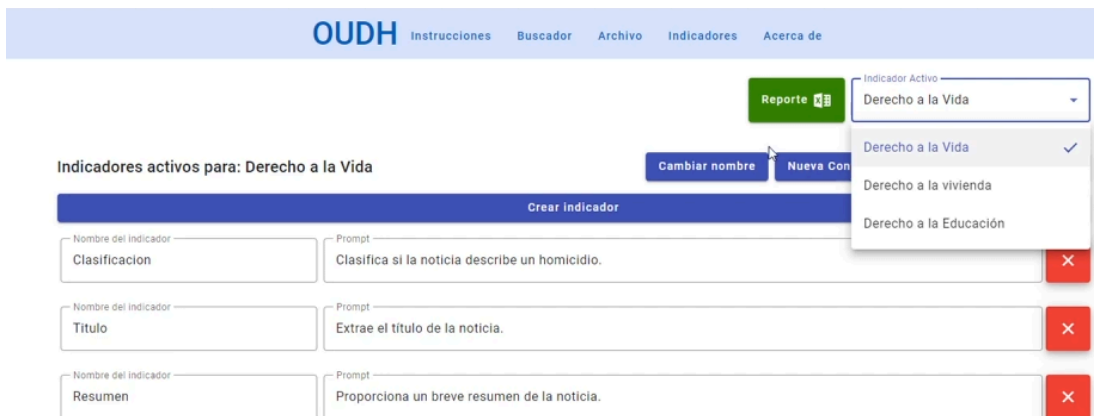 OUDH Instrucciones Buscador Archivo Indicadores Acerca de
Reporte
Indicador Activo
Derecho a la Vida
Derecho a la Vida
Derecho a la vivienda
Derecho a la Educación
Indicadores activos para: Derecho a la Vida
Cambiar nombre
Nueva Con
Crear indicador
Nombre del indicador
Clasificacion
Prompt
Clasifica si la noticia describe un homicidio.
Nombre del indicador
Titulo
Prompt
Extrae el título de la noticia.
Nombre del indicador
Resumen
Prompt
Proporciona un breve resumen de la noticia.